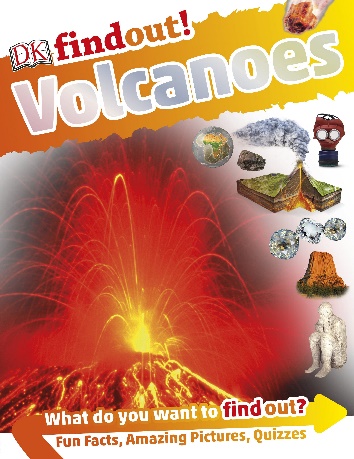 DK findout!
Volcanoes
What do you want to find out?
Fun Facts, Amazing Pictures, Quizzes